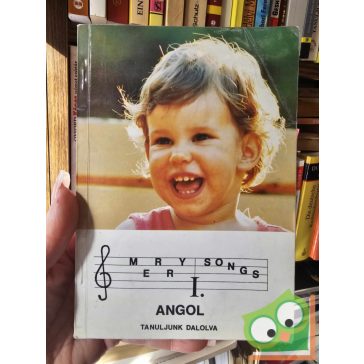 MERRY SONGS
I.
ANGOL
TANULJUNK DALOLVA